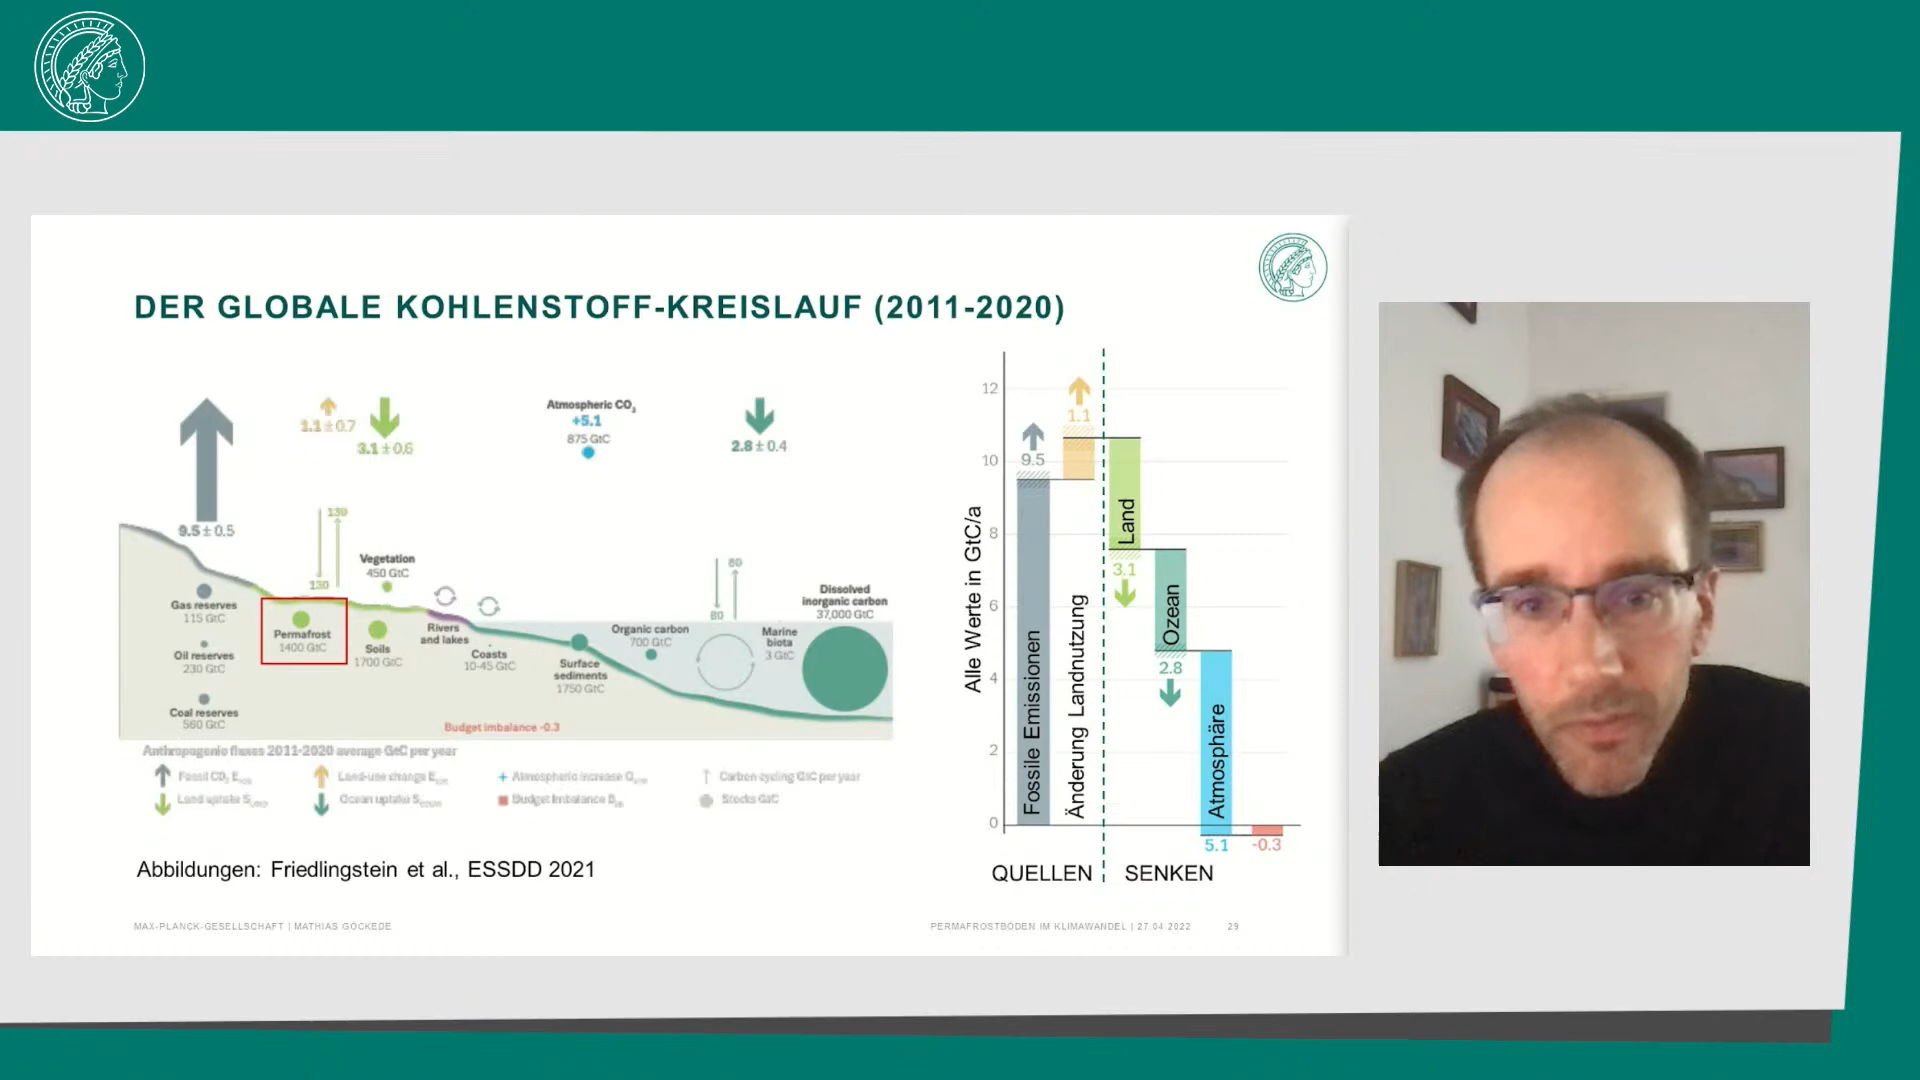 DER GLOBALE KOHLENSTOFF-KREISLAUF (2011-2020)
1.1 ± 0.7
3.1 ± 0.6
Atmospheric CO2
+5.1
875 GtC
2.8 ± 0.4
9.5 ± 0.5
130
130
Vegetation
450 GtC
80
80
Dissolved
inorganic carbon
37,000 GtC
Gas reserves
115 GtC
Permafrost
1400 GtC
Oil reserves
230 GtC
Soils
1700 GtC
Rivers
and lakes
Coasts
10-45 GtC
Surface
sediments
1750 GtC
Organic carbon
700 GtC
Marine
biota
3 GtC
Coal reserves
560 GtC
Budget imbalance -0.3
Anthropogenic fluxes 2011-2020 average GtC per year
Fossil CO2
Land-use change
Atmospheric increase
Carbon cycling GtC per year
Land uptake
Ocean uptake
Budget Imbalance
Stocks GtC
Alle Werte in GtC/a
12
10
8
6
4
2
0
9.5
1.1
3.1
2.8
5.1
-0.3
Fossile Emissionen
Änderung Landnutzung
Land
Ozean
Atmosphäre
QUELLEN
SENKEN
Abbildungen: Friedlingstein et al., ESSDD 2021
MAX-PLANCK-GESELLSCHAFT | MATHIAS GÖCKEDE
PERMAFROSTBÖDEN IM KLIMAWANDEL | 27.04.2022
29